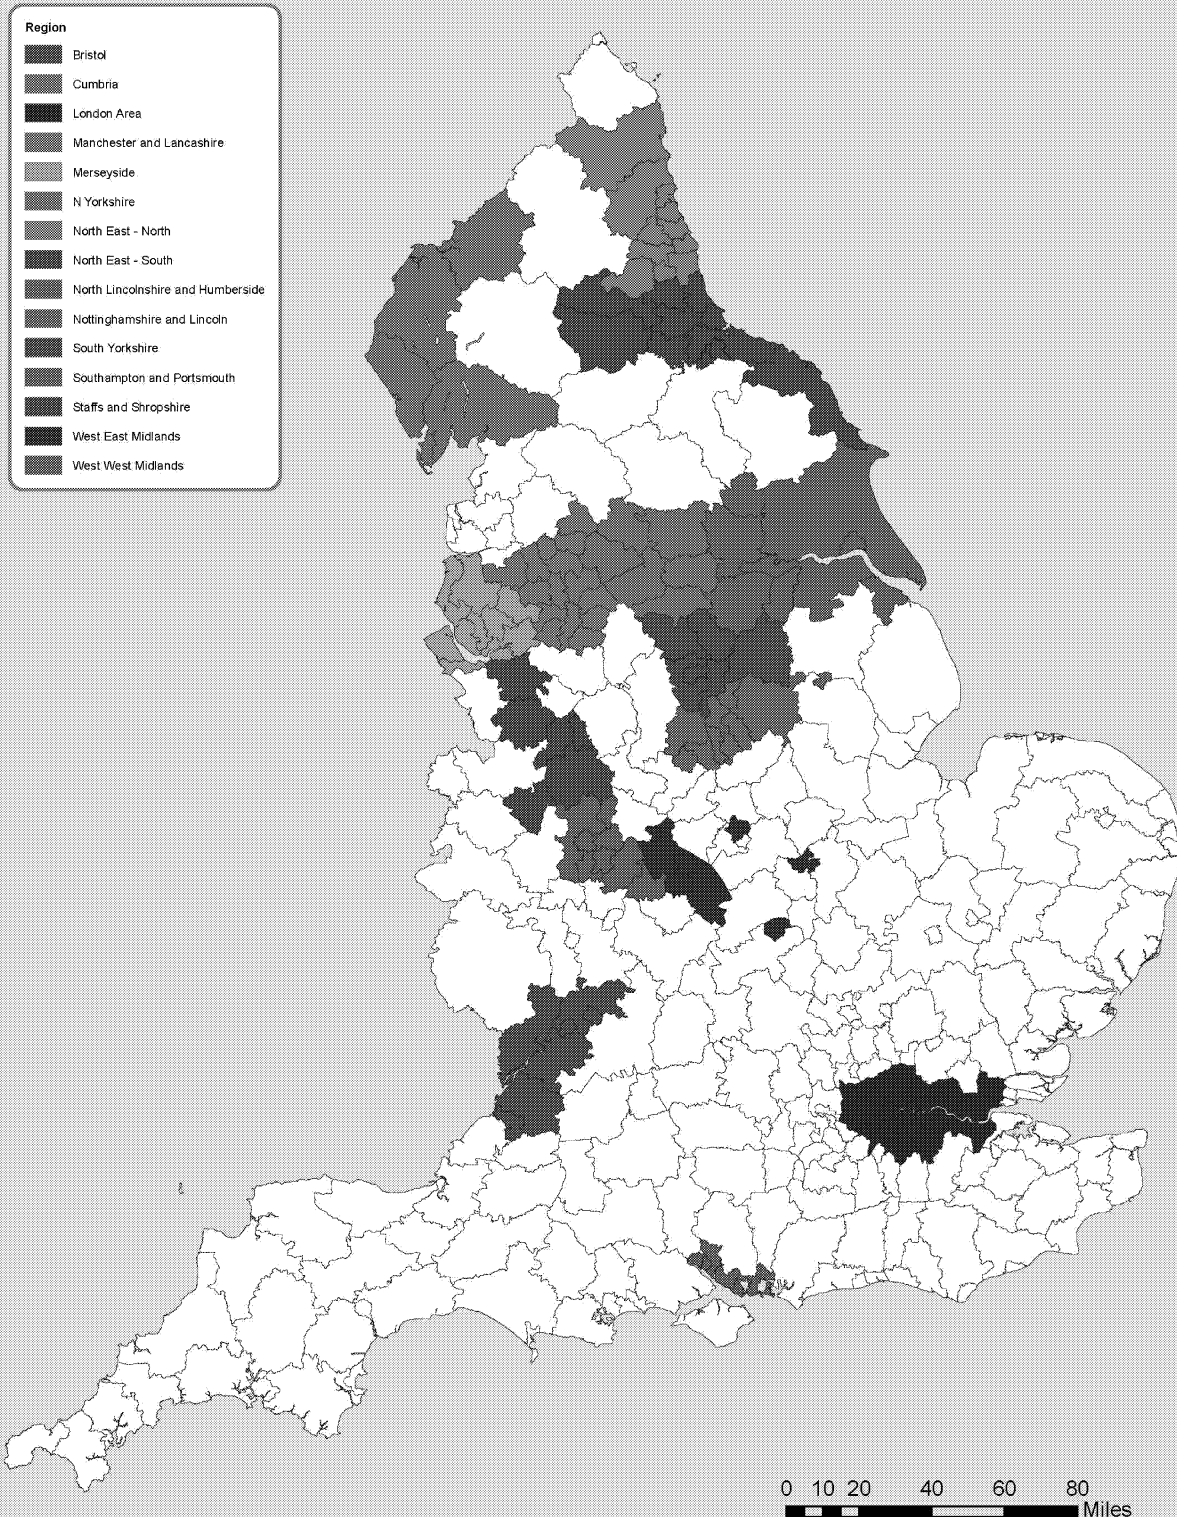 Region
Bristol
Cumbria
London Area
Manchester and Lancashire
Merseyside
N Yorkshire
North East - North
North East - South
North Lincolnshire and Humberside
Nottinghamshire and Lincoln
South Yorkshire
Southampton and Portsmouth
Staffs and Shropshire
West East Midlands
West West Midlands
0 10 20 40 60 80
Miles